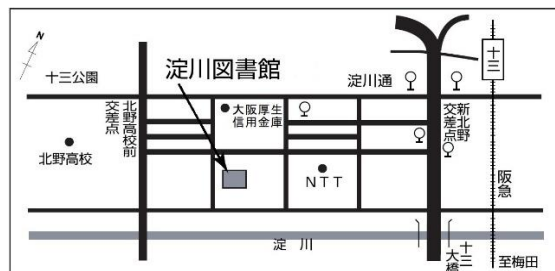 N
十三公園
淀川図書館
淀川通
十三
北野高校前
交差点
大阪厚生
信用金庫
新北野
交差点
北野高校
NTT
阪急
淀川
十三
大橋
至梅田